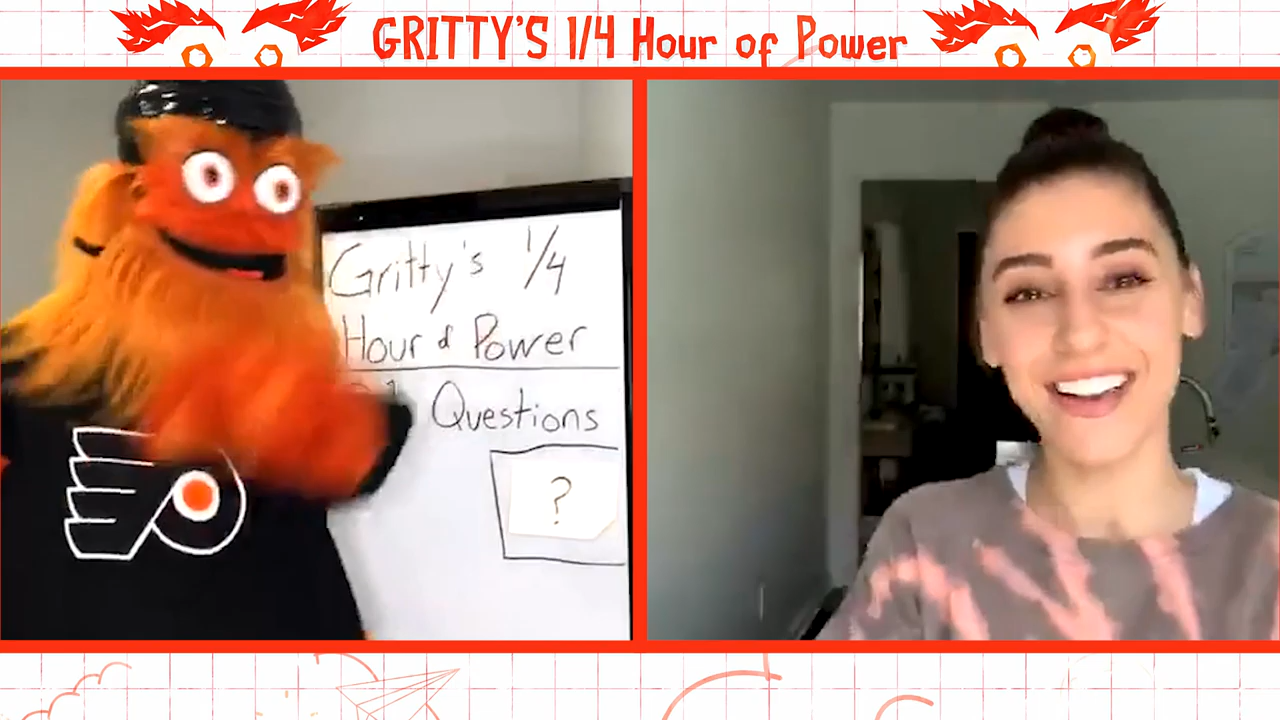 GRITTY'S 1/4 Hour of Power
Gritty's 1/4
Hour of Power
Questions
?